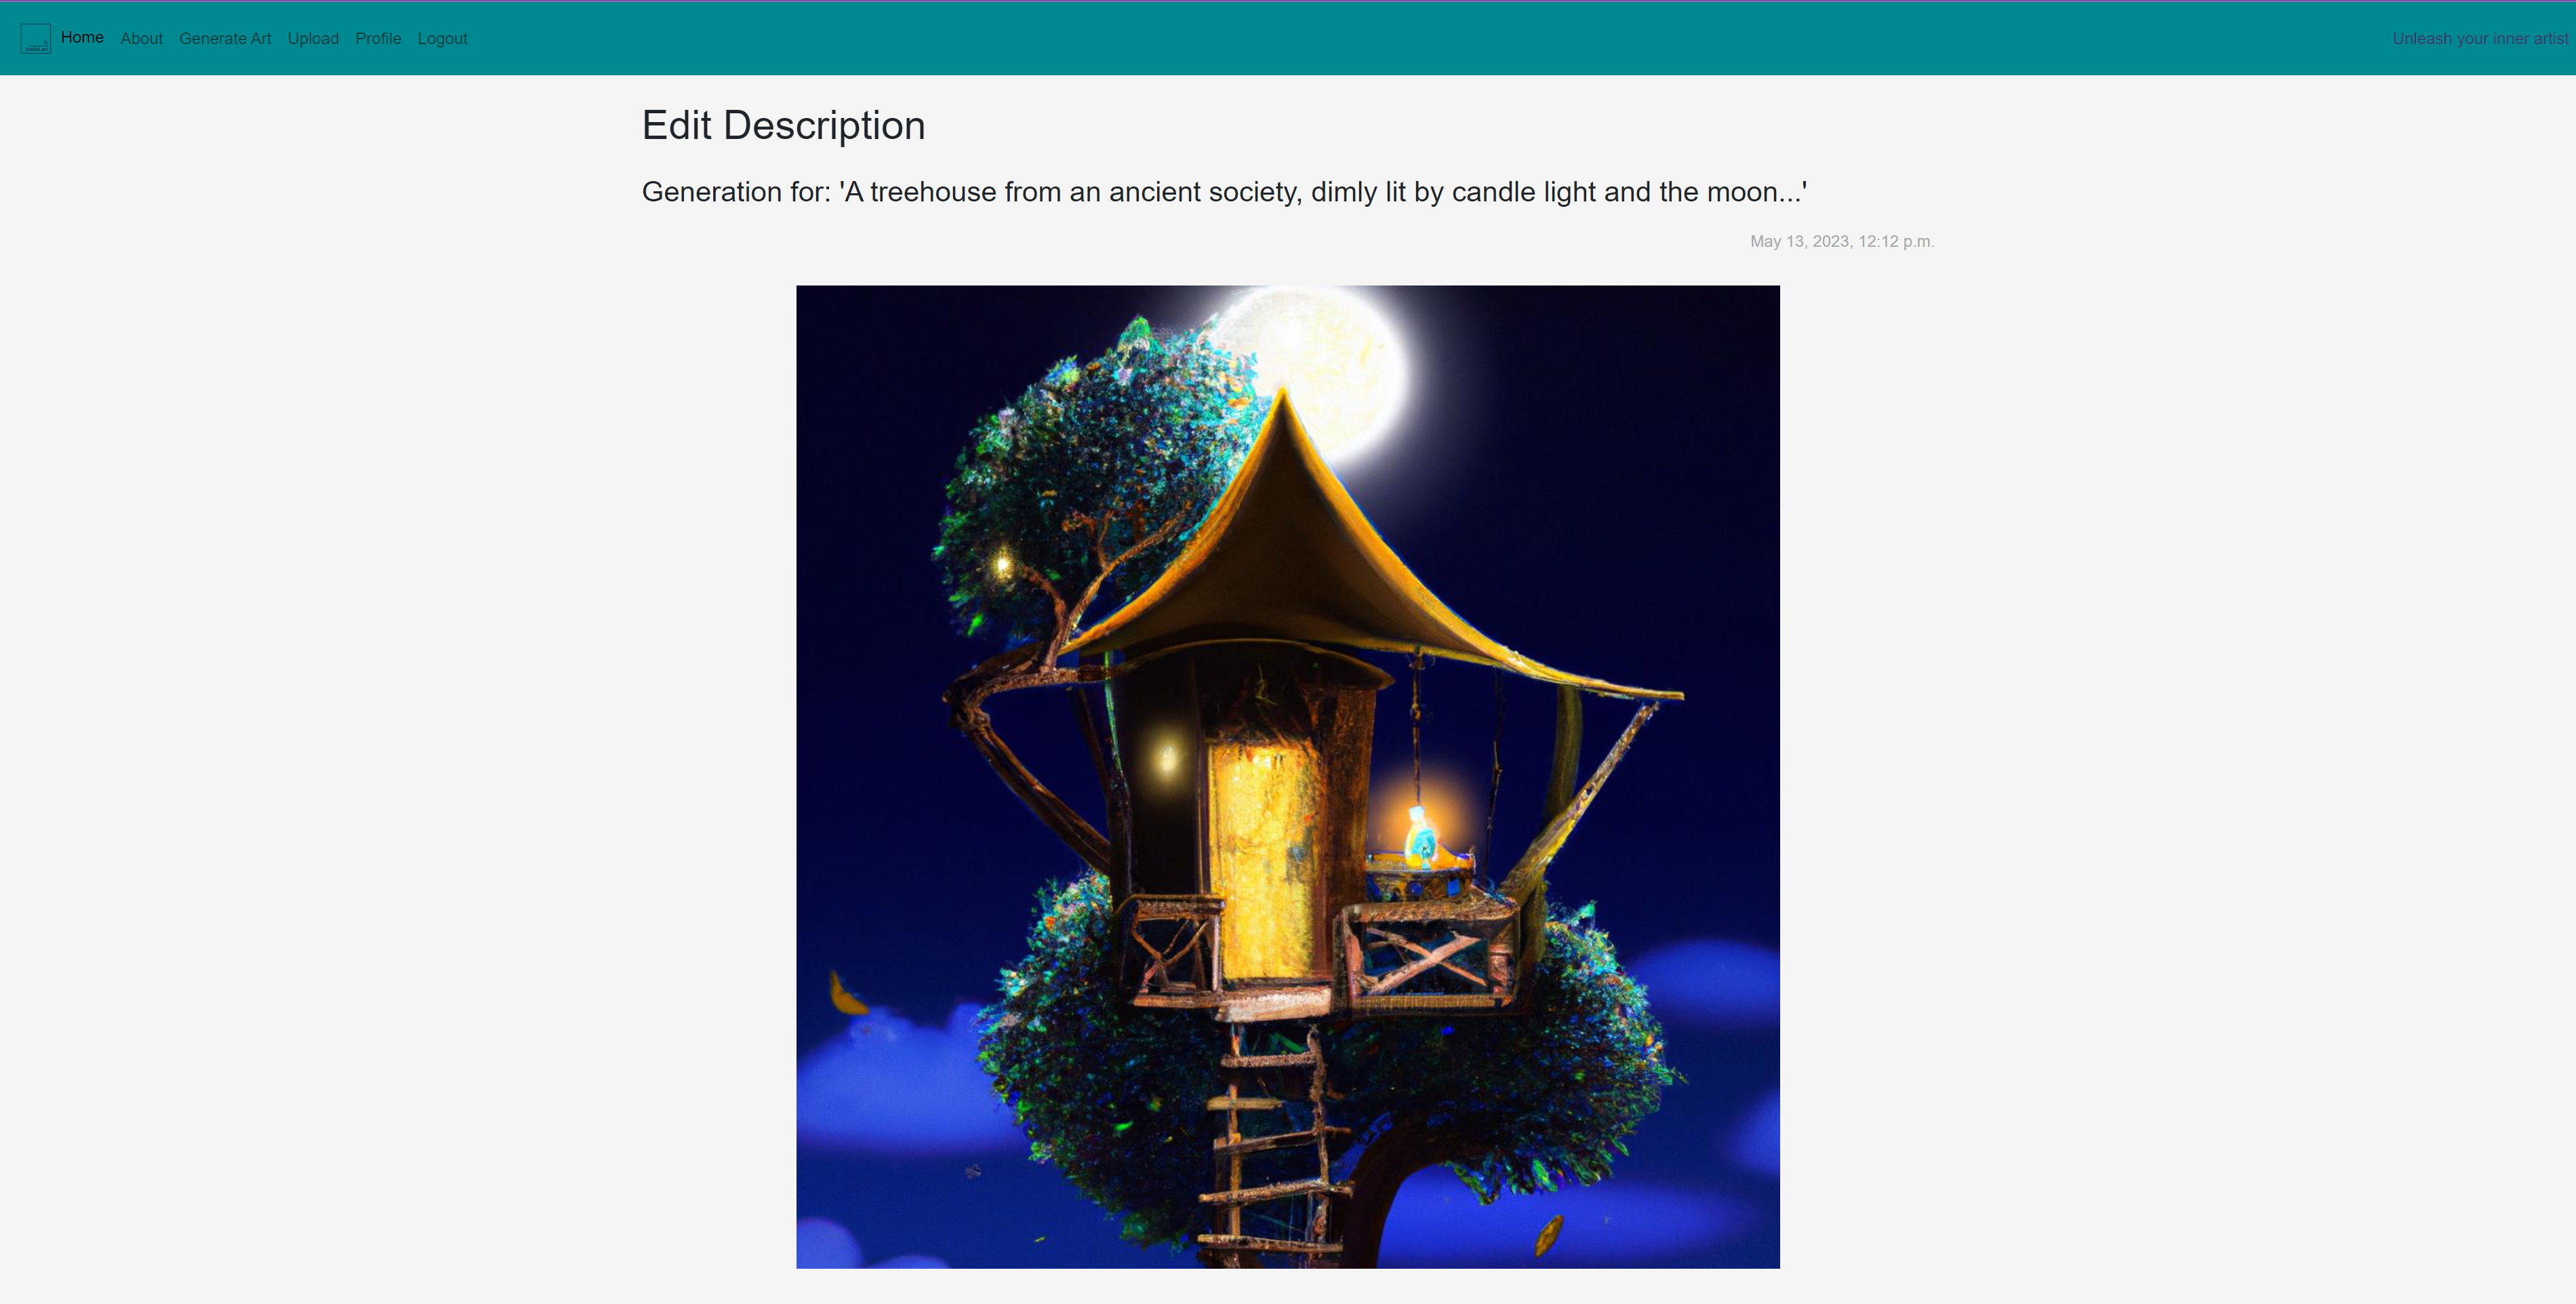 Home About Generate Art Upload Profile Logout Unleash your inner artist
Edit Description
Generation for: 'A treehouse from an ancient society, dimly lit by candle light and the moon...'
May 13, 2023, 12:12 p.m.